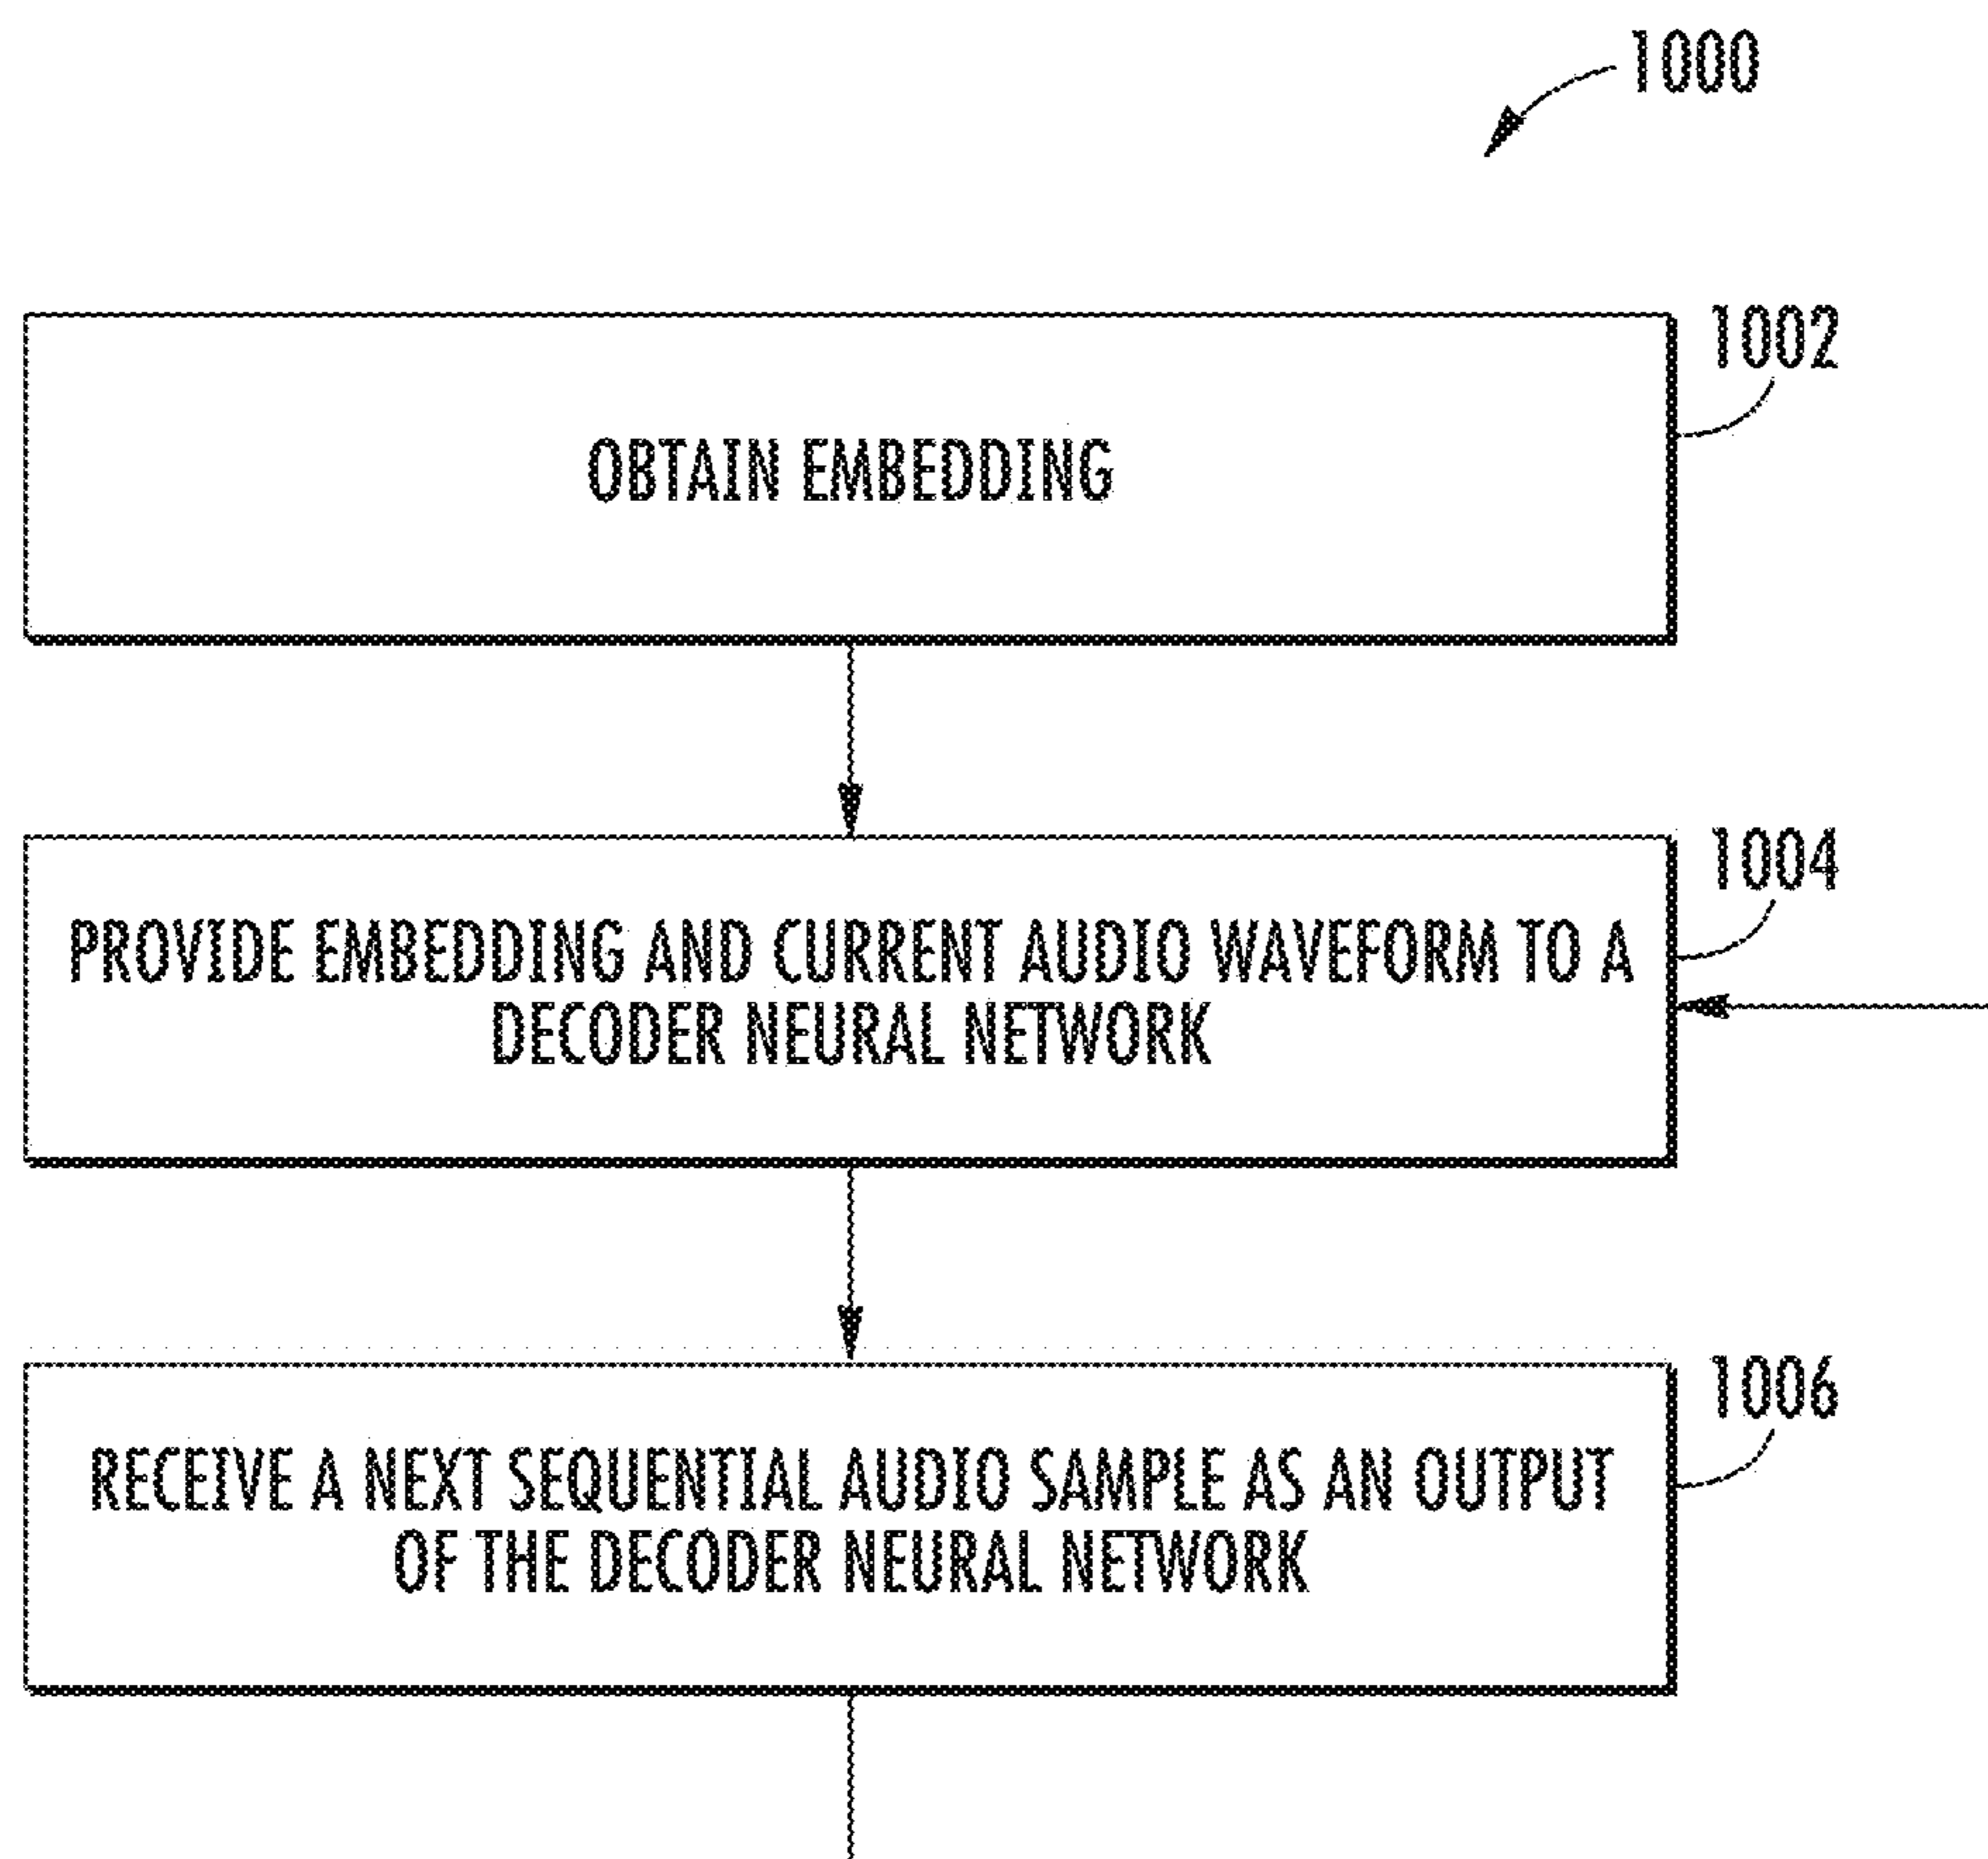 1000
1002
OBTAIN EMBEDDING
1004
PROVIDE EMBEDDING AND CURRENT AUDIO WAVEFORM TO A
DECODER NEURAL NETWORK
1006
RECEIVE A NEXT SEQUENTIAL AUDIO SAMPLE AS AN OUTPUT
OF THE DECODER NEURAL NETWORK